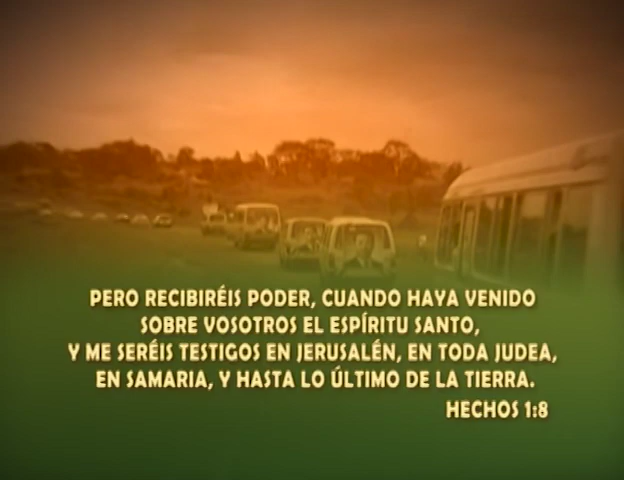 PERO RECIBIRÉIS PODER, CUANDO HAYA VENIDO
SOBRE VOSOTROS EL ESPÍRITU SANTO,
Y ME SERÉIS TESTIGOS EN JERUSALÉN, EN TODA JUDEA,
EN SAMARIA, Y HASTA LO ÚLTIMO DE LA TIERRA.
HECHOS 1:8